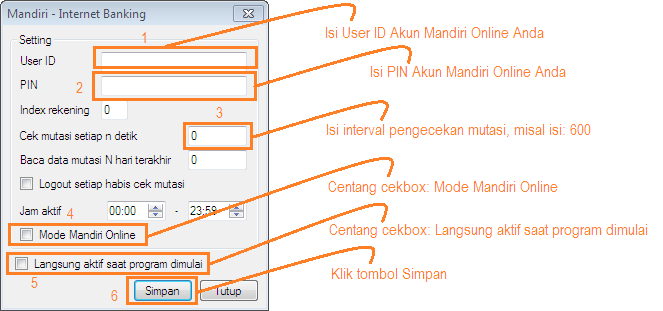 Mandiri - Internet Banking
Setting
1
User ID
Isi User ID Akun Mandiri Online Anda
2
PIN
Isi PIN Akun Mandiri Online Anda
Index rekening 0
3
Cek mutasi setiap n detik 0
Isi interval pengecekan mutasi, misal isi: 600
Baca data mutasi N hari terakhir 0
Logout setiap habis cek mutasi
Centang cekbox: Mode Mandiri Online
4
Jam aktif 00:00 - 23:59
Mode Mandiri Online
Centang cekbox: Langsung aktif saat program dimulai
Langsung aktif saat program dimulai
5
Klik tombol Simpan
6
Simpan Tutup